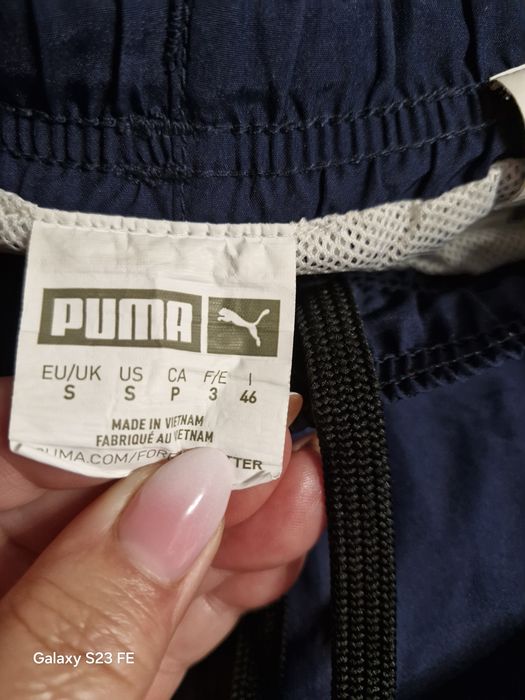 PUMA
EU/UK US CA F/E I
S S P 3 46
MADE IN VIETNAM
FABRIQUÉ AU VIETNAM
Galaxy S23 FE